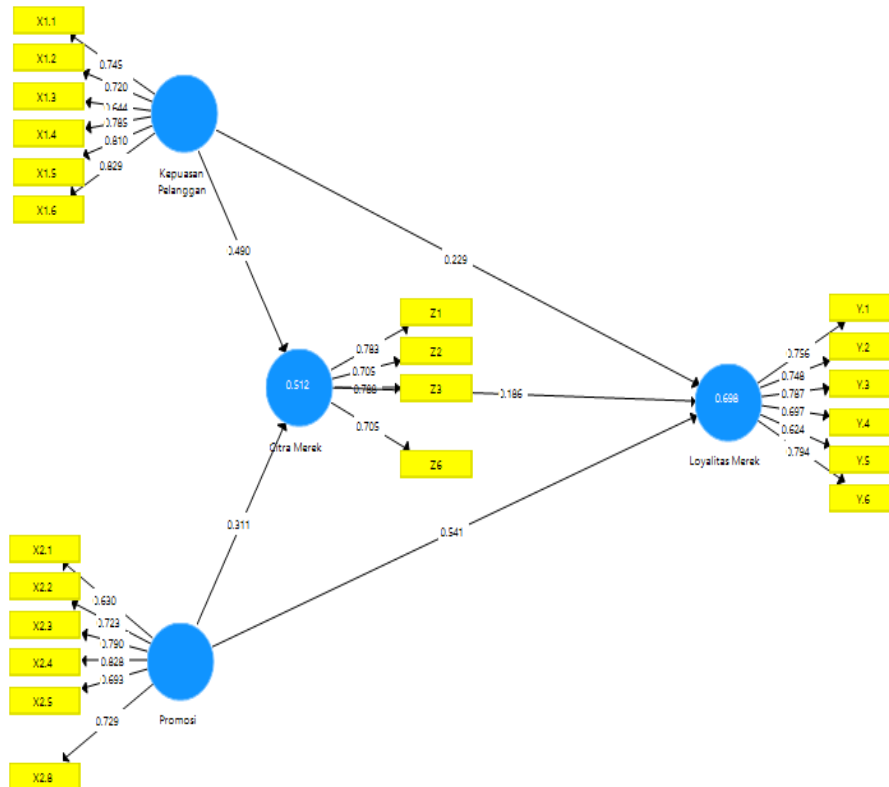 X1.1
X1.2
X1.3
X1.4
X1.5
X1.6
0.745
0.720
0.644
0.785
0.810
0.829
Kepuasan
Pelanggan
0.490
0.229
Z1
Z2
Z3
Z6
0.783
0.705
0.788
0.705
0.512
Citra Merek
0.186
Y.1
Y.2
Y.3
Y.4
Y.5
Y.6
0.756
0.748
0.787
0.697
0.624
0.794
0.698
Loyalitas Merek
0.311
0.541
X2.1
X2.2
X2.3
X2.4
X2.5
X2.8
0.630
0.723
0.790
0.828
0.693
0.729
Promosi